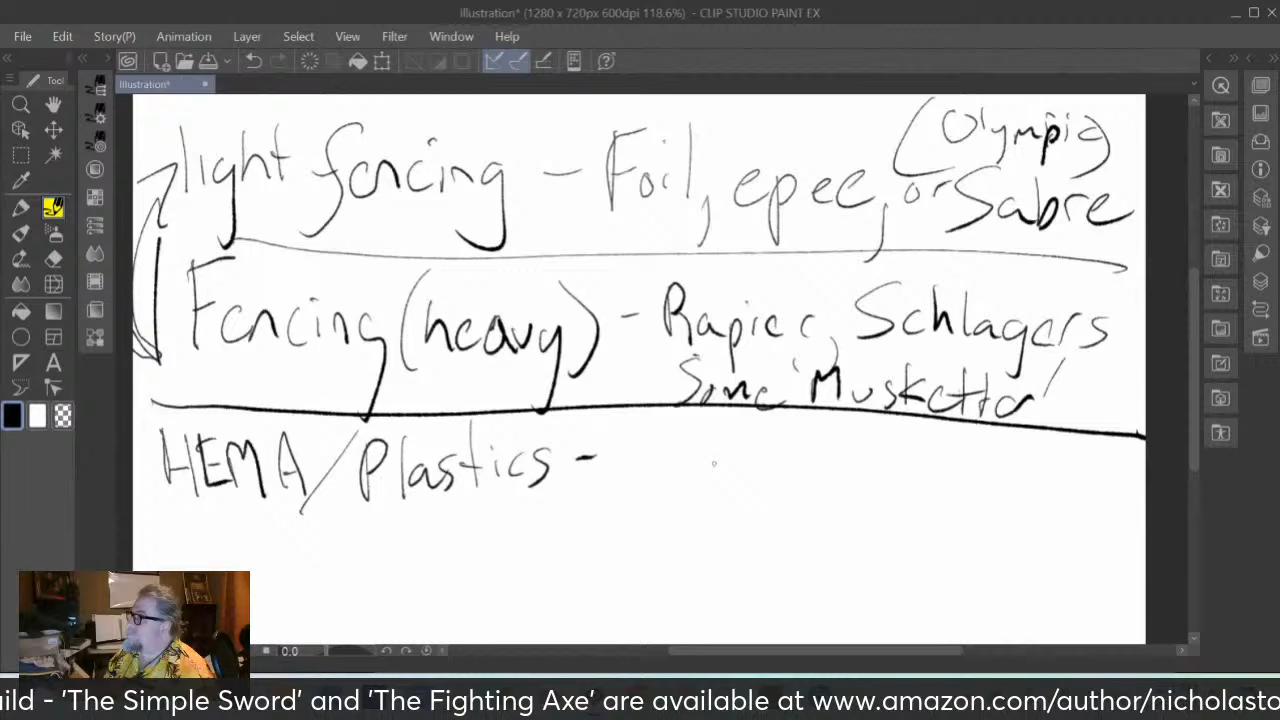 Illustration* (1280 x 720px 600dpi 118.6%) - CLIP STUDIO PAINT EX
File Edit Story(P) Animation Layer Select View Filter Window Help
Tool
Illustration*
(Olympic)
light fencing - Foil, epee, or Sabre
Fencing (heavy) - Rapier, Schlagers
Some 'Musketta'
HEMA/Plastics -
0.0
uild - 'The Simple Sword' and 'The Fighting Axe' are available at www.amazon.com/author/nicholasto